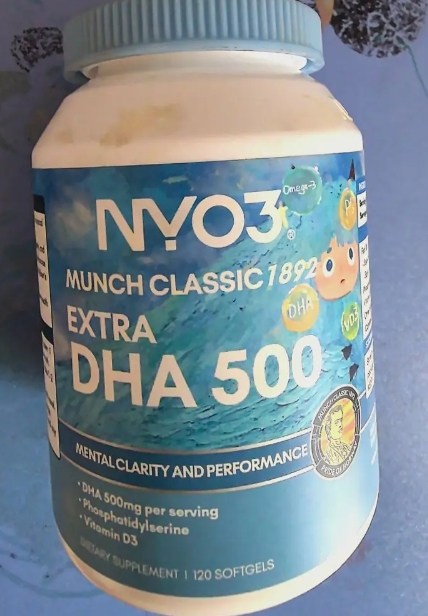 Omega-3
P
NYO3®
MUNCH CLASSIC 1892
EXTRA
DHA
VD3
DHA 500
MENTAL CLARITY AND PERFORMANCE
• DHA 500mg per serving
• Phosphatidylserine
• Vitamin D3
DIETARY SUPPLEMENT | 120 SOFTGELS